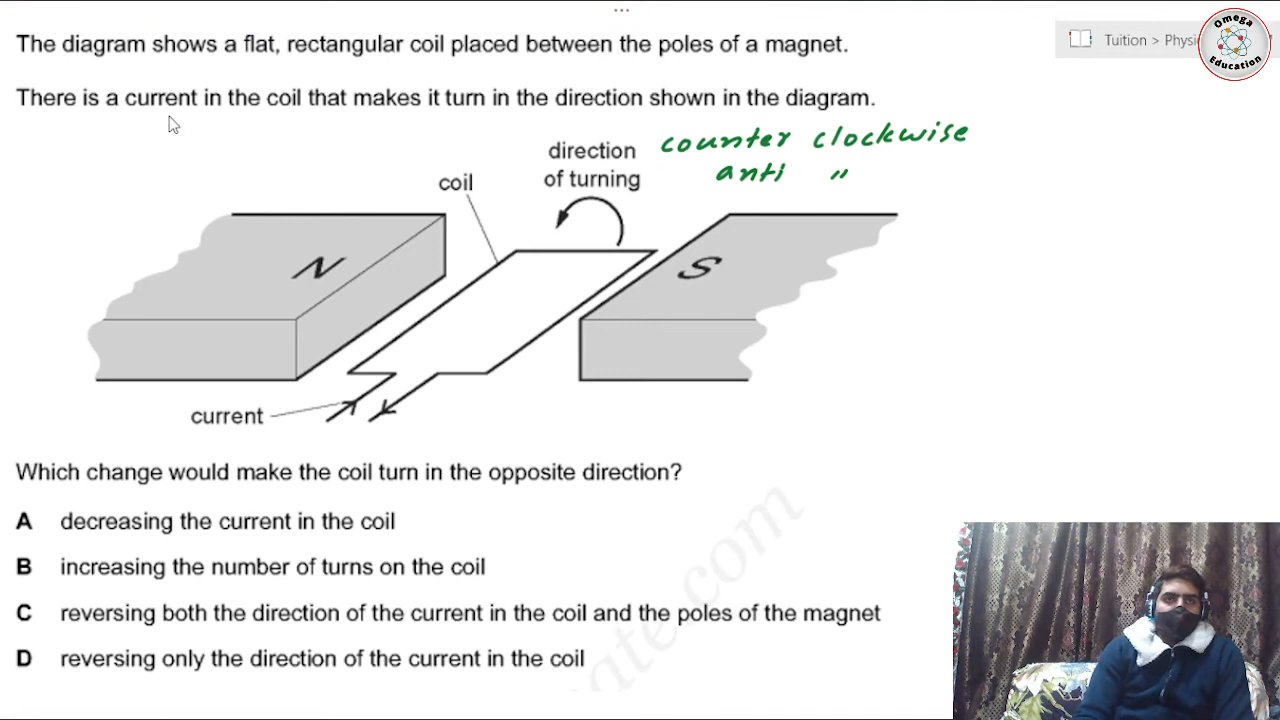 ...
The diagram shows a flat, rectangular coil placed between the poles of a magnet.
Tuition > Physi
Omega
Education
There is a current in the coil that makes it turn in the direction shown in the diagram.
direction
of turning
counter clockwise
anti "
coil
N
S
current
Which change would make the coil turn in the opposite direction?
A decreasing the current in the coil
B increasing the number of turns on the coil
C reversing both the direction of the current in the coil and the poles of the magnet
D reversing only the direction of the current in the coil
ate.com